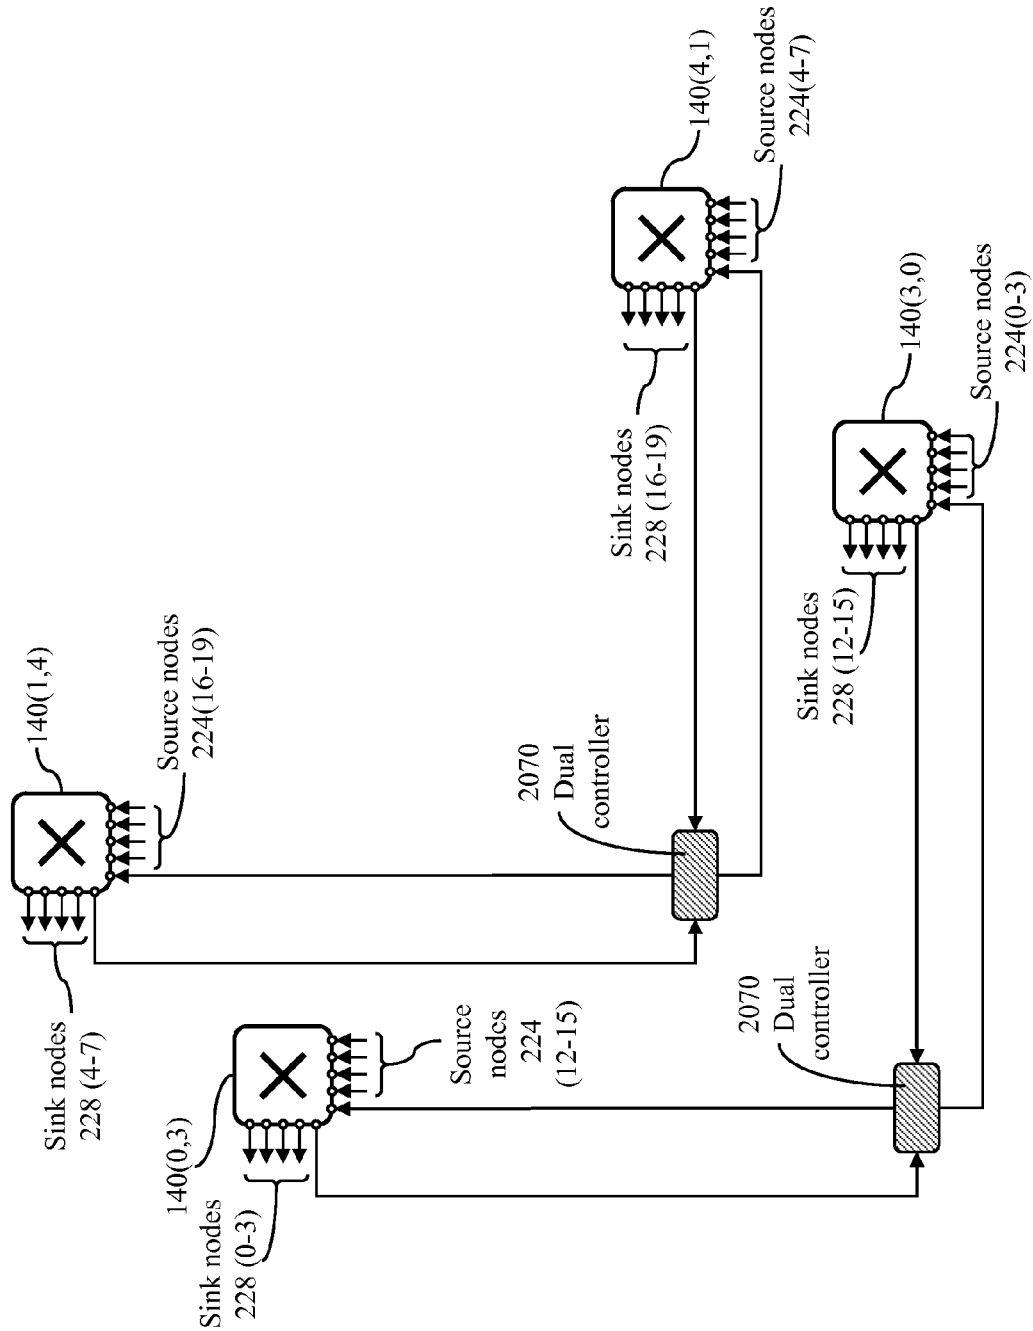 Sink nodes
228 (4-7)
140(1,4)
Source nodes
224(16-19)
140(0,3)
Sink nodes
228 (0-3)
Source
nodcs 224
(12-15)
2070
Dual
controller
Sink nodes
228 (16-19)
140(4,1)
Source nodes
224(4-7)
2070
Dual
controller
Sink nodes
228 (12-15)
140(3,0)
Source nodes
224(0-3)